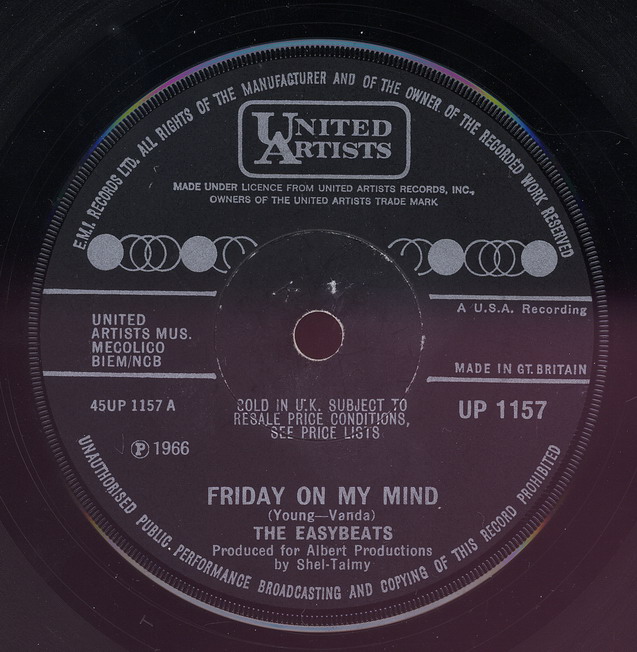 E.M.I. RECORDS LTD. ALL RIGHTS OF THE MANUFACTURER AND OF THE OWNER OF THE RECORDED WORK RESERVED
UNITED
ARTISTS
MADE UNDER LICENCE FROM UNITED ARTISTS RECORDS, INC.,
OWNERS OF THE UNITED ARTISTS TRADE MARK
A U.S.A. Recording
UNITED
ARTISTS MUS.
MECOLICO
BIEM/NCB
MADE IN GT. BRITAIN
45UP 1157 A
SOLD IN U.K. SUBJECT TO
RESALE PRICE CONDITIONS,
SEE PRICE LISTS
UP 1157
Ⓟ 1966
FRIDAY ON MY MIND
(Young—Vanda)
THE EASYBEATS
Produced for Albert Productions
by Shel-Talmy
UNAUTHORISED PUBLIC PERFORMANCE BROADCASTING AND COPYING OF THIS RECORD PROHIBITED